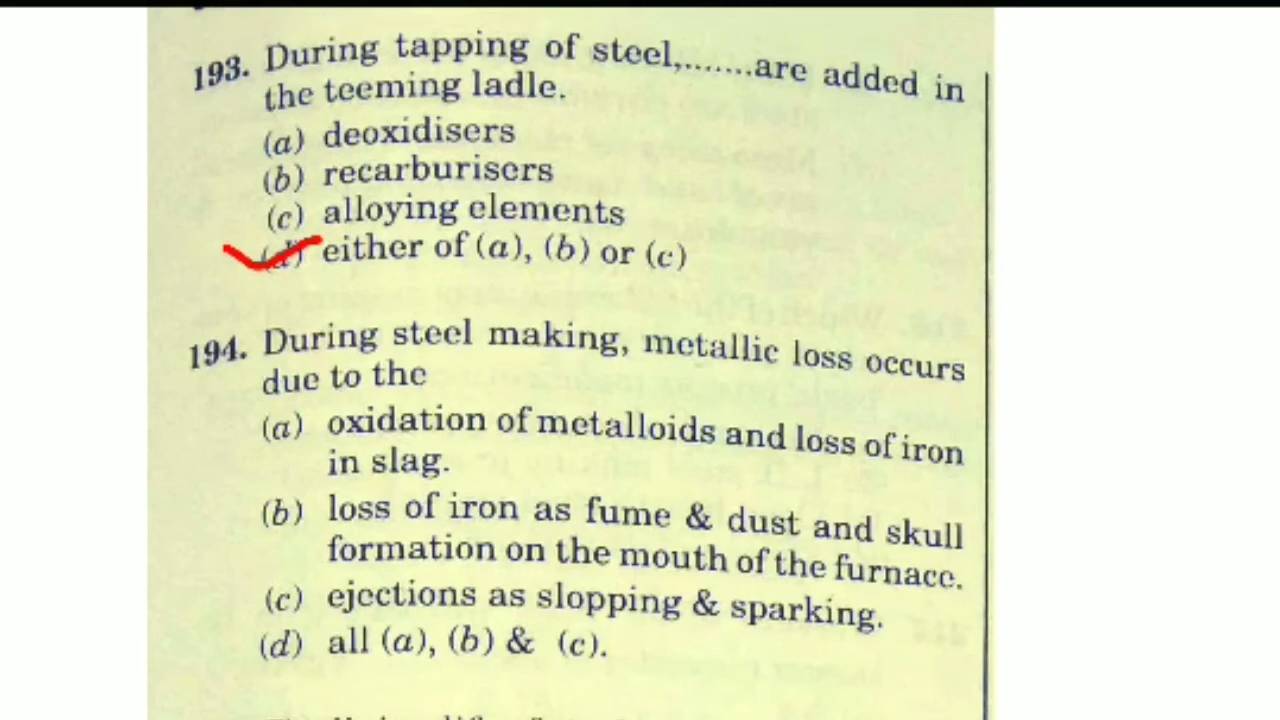 193. During tapping of steel,.......are added in
the teeming ladle.
(a) deoxidisers
(b) recarburisers
(c) alloying elements
(d) either of (a), (b) or (c)
194. During steel making, metallic loss occurs
due to the
(a) oxidation of metalloids and loss of iron
in slag.
(b) loss of iron as fume & dust and skull
formation on the mouth of the furnace.
(c) ejections as slopping & sparking.
(d) all (a), (b) & (c).